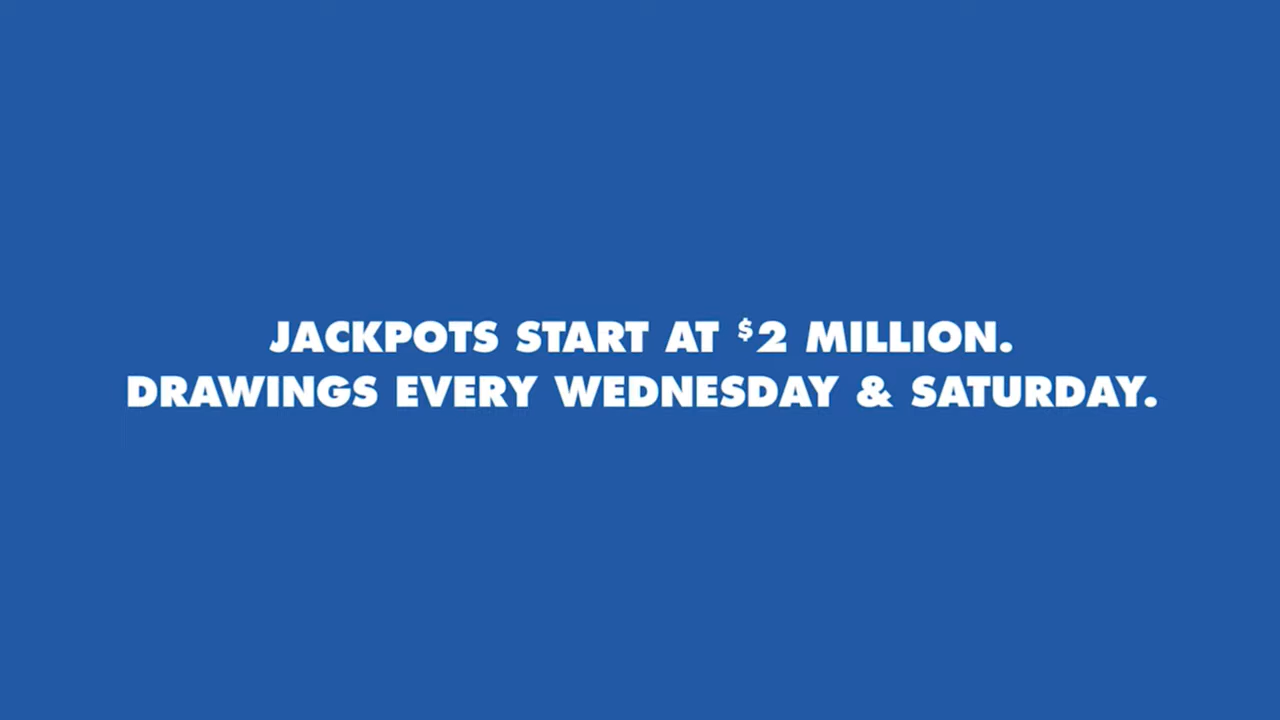 JACKPOTS START AT $2 MILLION.
DRAWINGS EVERY WEDNESDAY & SATURDAY.